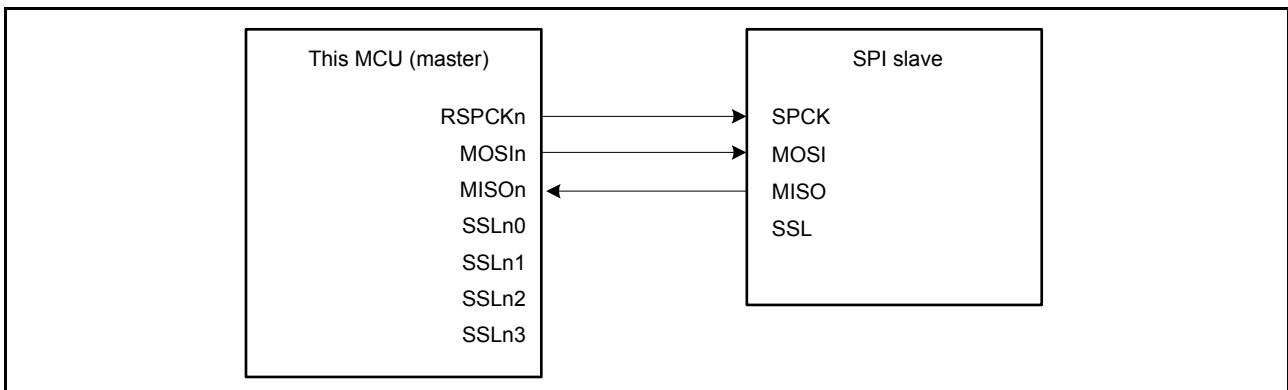 This MCU (master)
SPI slave
RSPCKn
SPCK
MOSIn
MOSI
MISOn
MISO
SSLn0
SSL
SSLn1
SSLn2
SSLn3